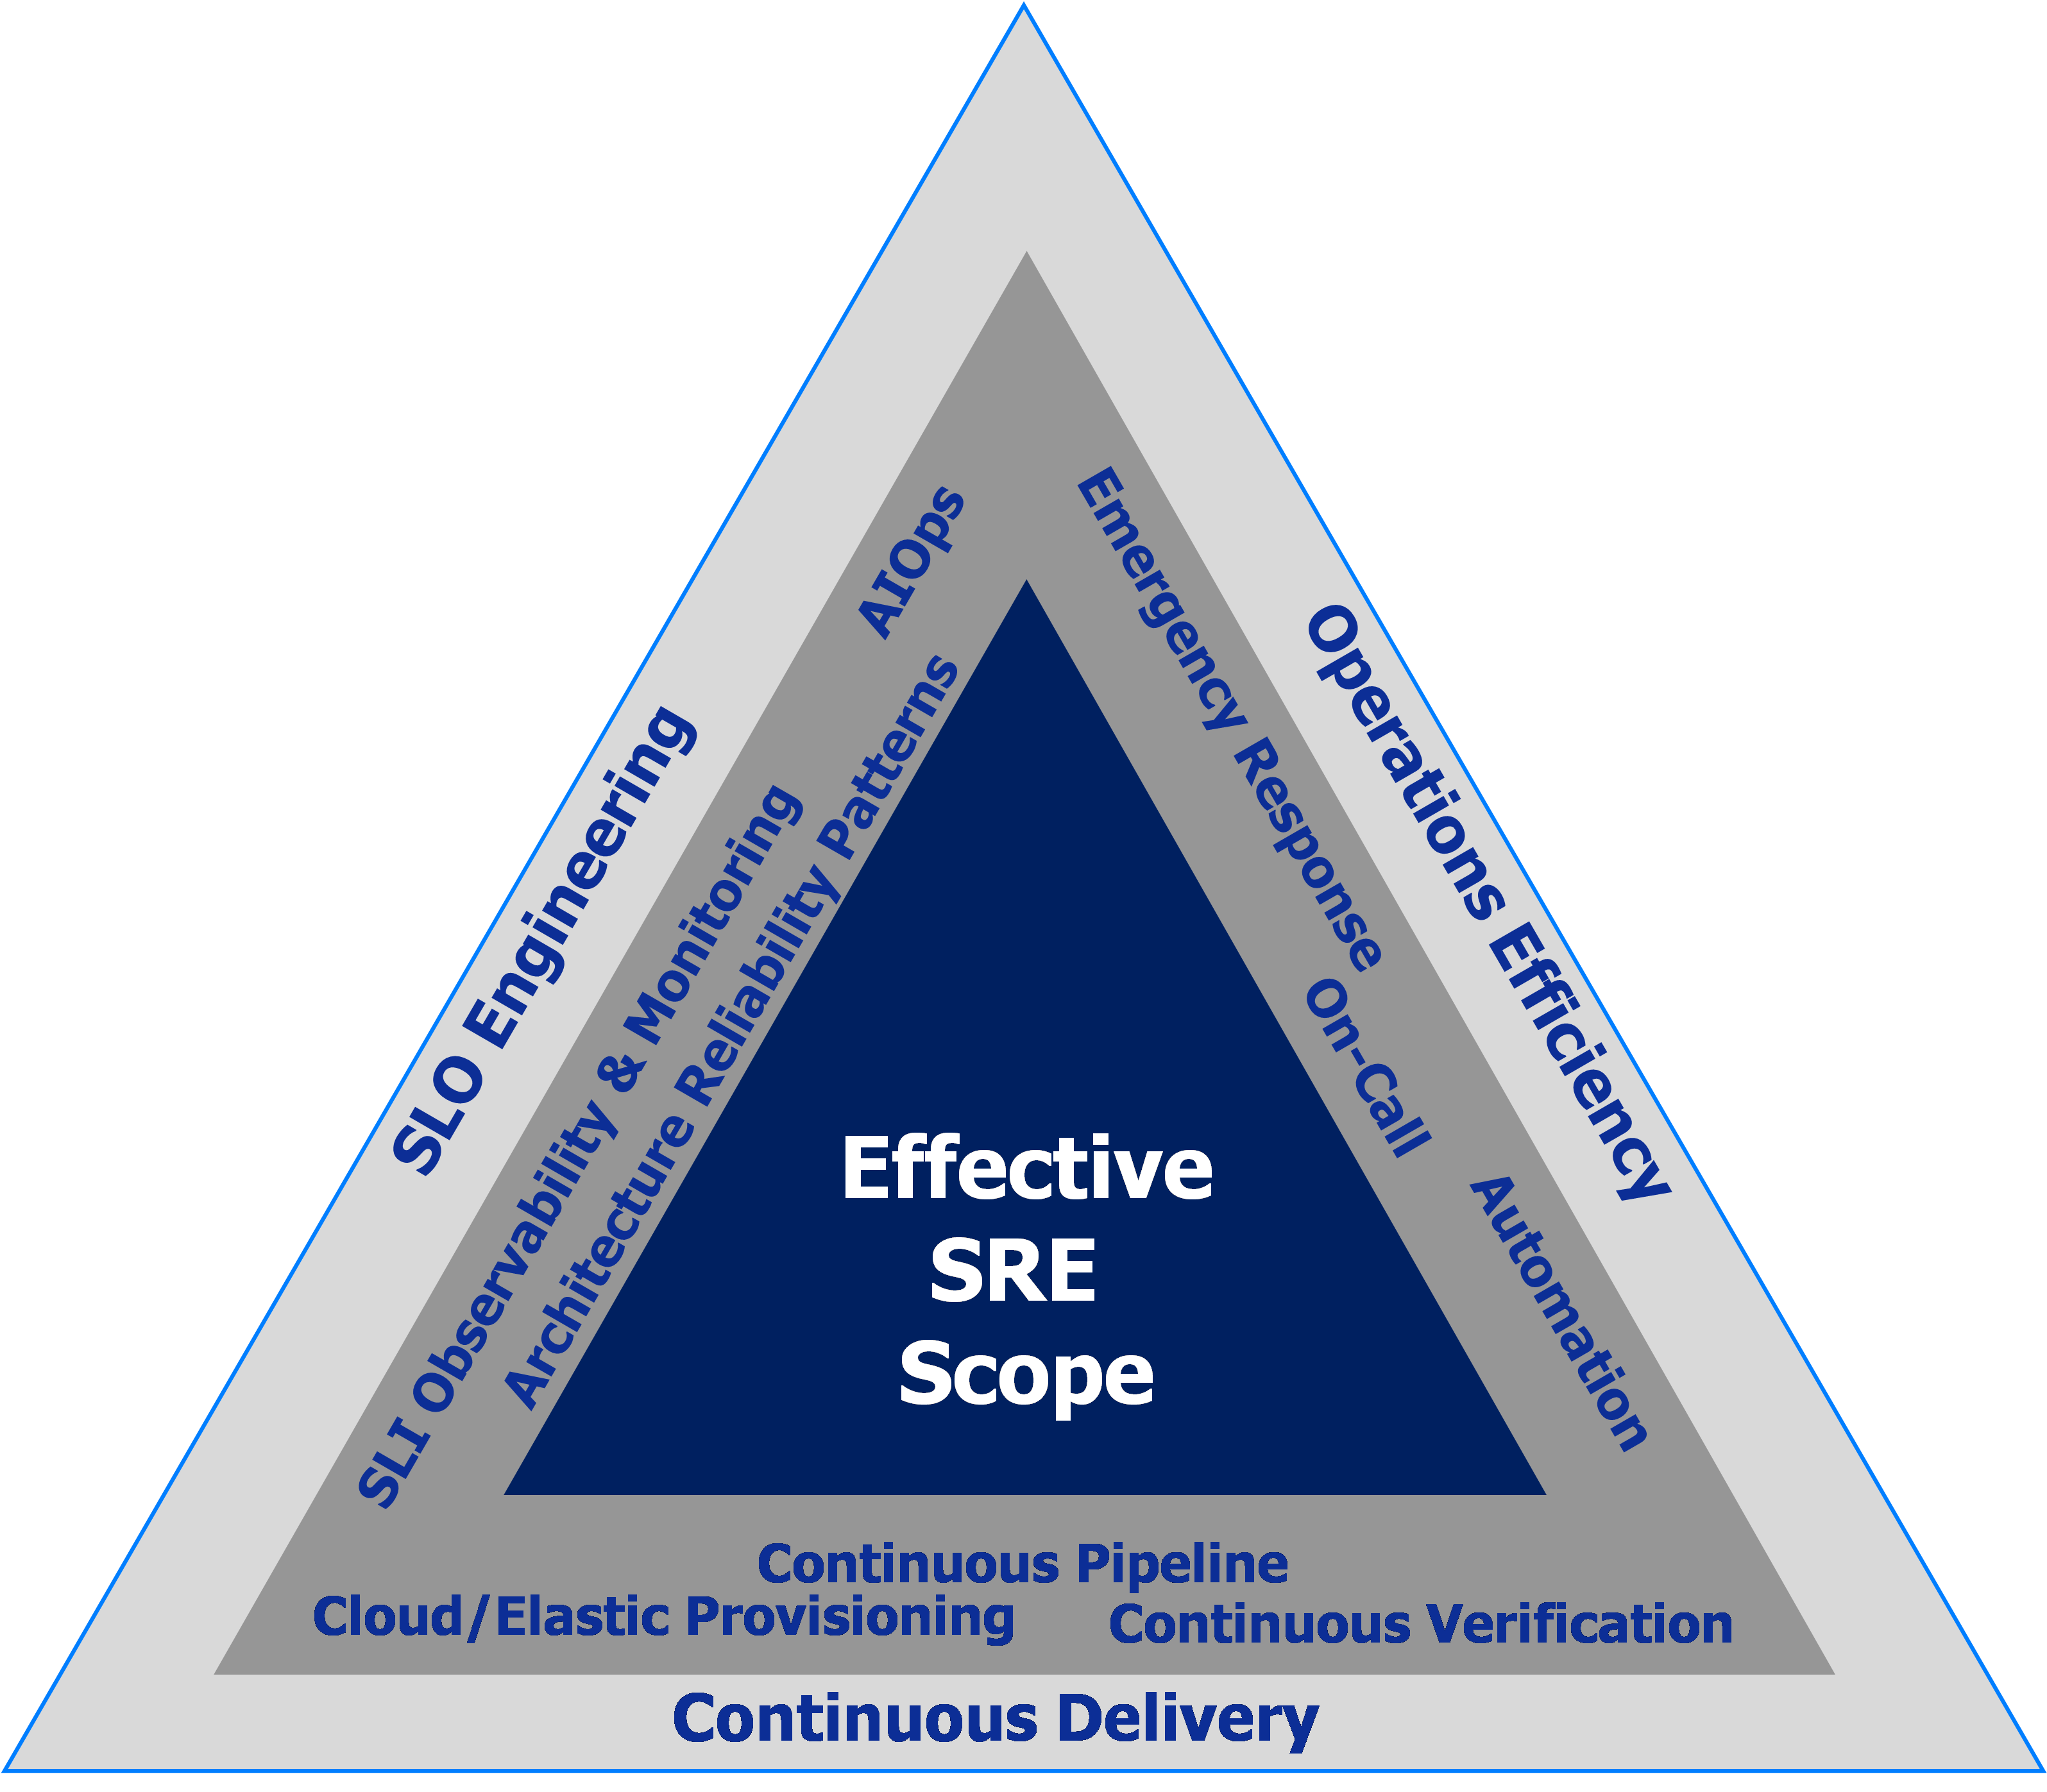 SLO Engineering
AIOps
SLI Observability & Monitoring
Architecture Reliability Patterns
Operations Efficiency
Emergency Response
On-Call
Automation
Effective
SRE
Scope
Continuous Pipeline
Cloud/Elastic Provisioning
Continuous Verification
Continuous Delivery